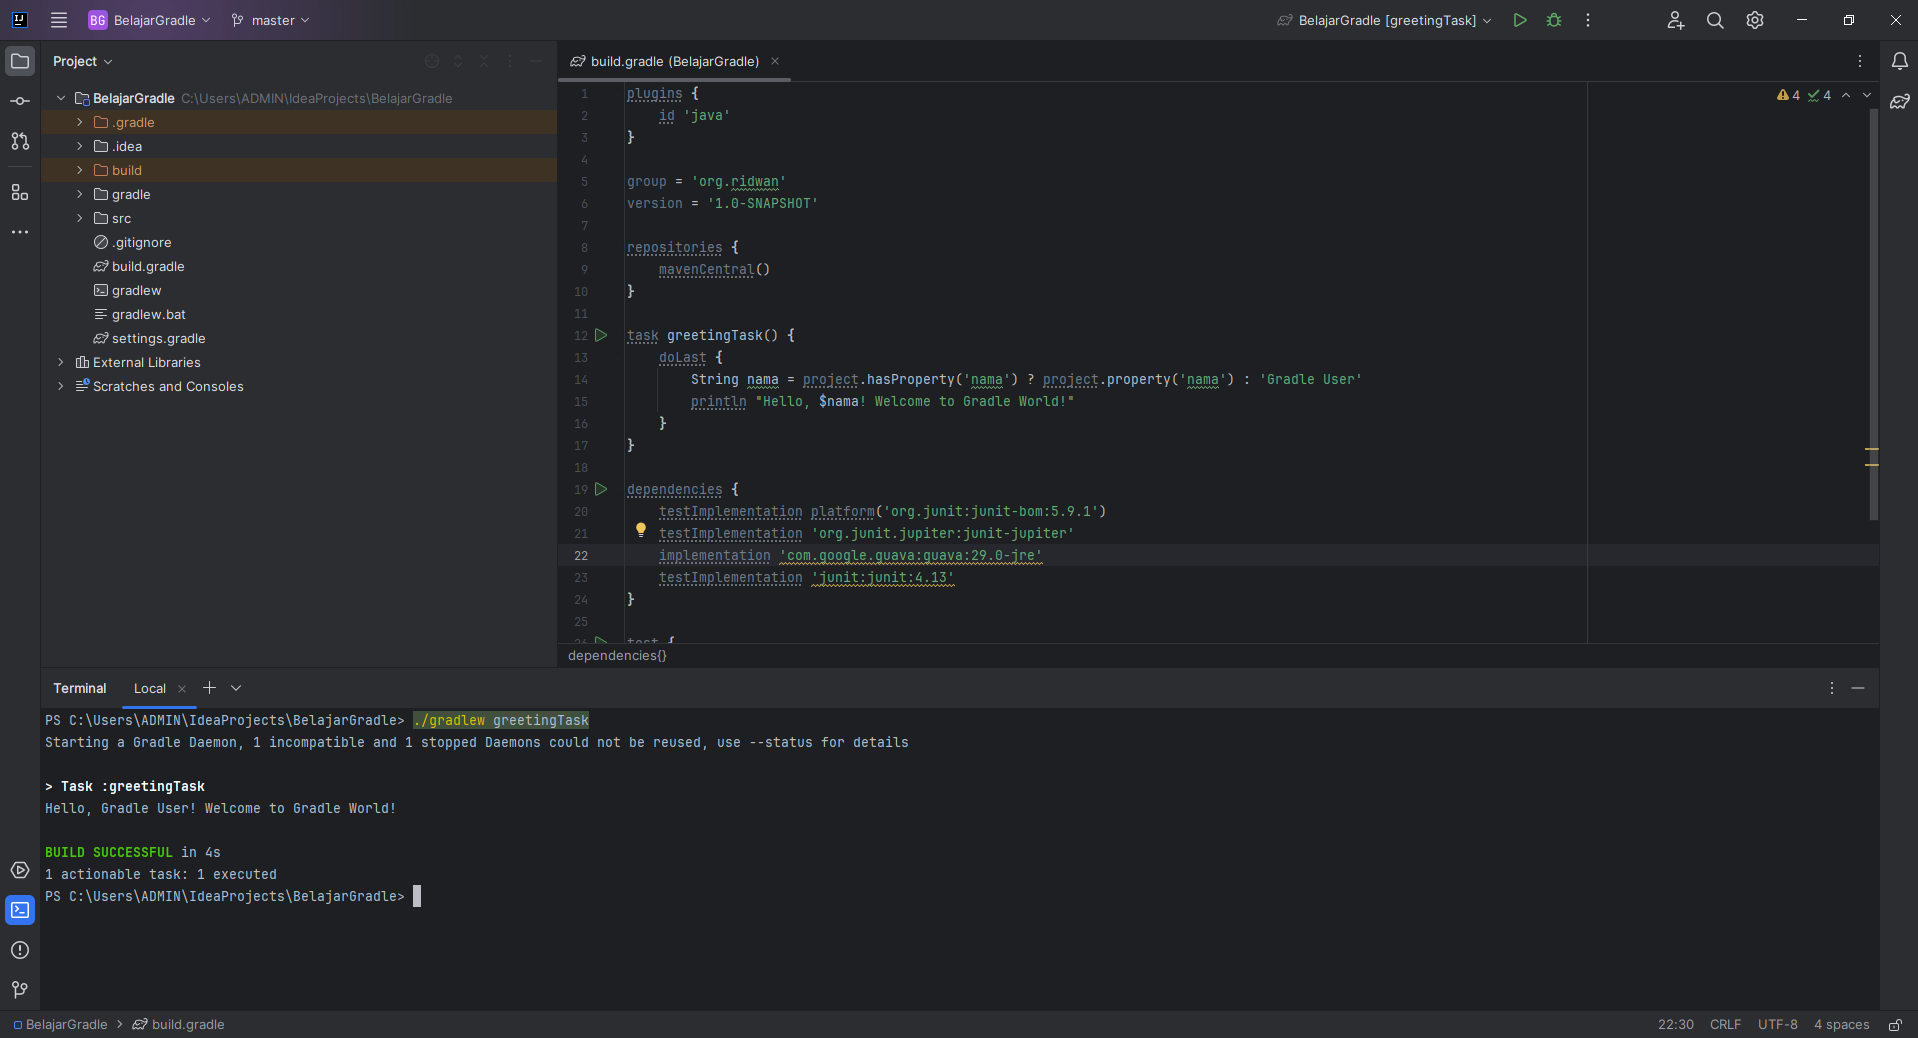 BG BelajarGradle master BelajarGradle [greetingTask]
Project
BelajarGradle C:\Users\ADMIN\IdeaProjects\BelajarGradle
.gradle
.idea
build
gradle
src
.gitignore
build.gradle
gradlew
gradlew.bat
settings.gradle
External Libraries
Scratches and Consoles
build.gradle (BelajarGradle)
4 4
1 plugins {
2 id 'java'
3 }
4
5 group = 'org.ridwan'
6 version = '1.0-SNAPSHOT'
7
8 repositories {
9 mavenCentral()
10 }
11
12 task greetingTask() {
13 doLast {
14 String nama = project.hasProperty('nama') ? project.property('nama') : 'Gradle User'
15 println "Hello, $nama! Welcome to Gradle World!"
16 }
17 }
18
19 dependencies {
20 testImplementation platform('org.junit:junit-bom:5.9.1')
21 testImplementation 'org.junit.jupiter:junit-jupiter'
22 implementation 'com.google.guava:guava:29.0-jre'
23 testImplementation 'junit:junit:4.13'
24 }
25
26 test {
dependencies{}
Terminal Local
PS C:\Users\ADMIN\IdeaProjects\BelajarGradle> ./gradlew greetingTask
Starting a Gradle Daemon, 1 incompatible and 1 stopped Daemons could not be reused, use --status for details
> Task :greetingTask
Hello, Gradle User! Welcome to Gradle World!
BUILD SUCCESSFUL in 4s
1 actionable task: 1 executed
PS C:\Users\ADMIN\IdeaProjects\BelajarGradle>
BelajarGradle > build.gradle
22:30 CRLF UTF-8 4 spaces